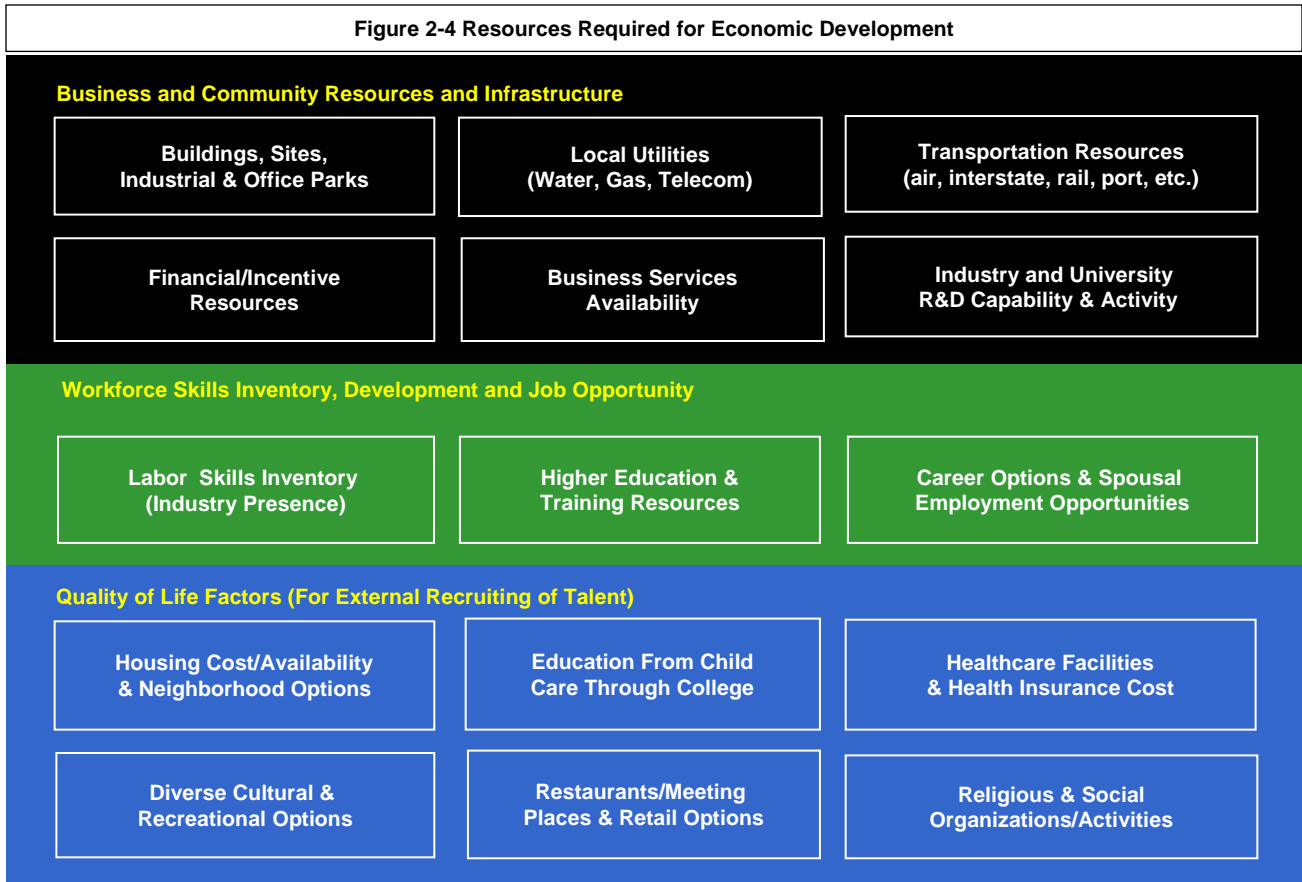 Figure 2-4 Resources Required for Economic Development
Business and Community Resources and Infrastructure
Buildings, Sites,
Industrial & Office Parks
Local Utilities
(Water, Gas, Telecom)
Transportation Resources
(air, interstate, rail, port, etc.)
Financial/Incentive
Resources
Business Services
Availability
Industry and University
R&D Capability & Activity
Workforce Skills Inventory, Development and Job Opportunity
Labor Skills Inventory
(Industry Presence)
Higher Education &
Training Resources
Career Options & Spousal
Employment Opportunities
Quality of Life Factors (For External Recruiting of Talent)
Housing Cost/Availability
& Neighborhood Options
Education From Child
Care Through College
Healthcare Facilities
& Health Insurance Cost
Diverse Cultural &
Recreational Options
Restaurants/Meeting
Places & Retail Options
Religious & Social
Organizations/Activities